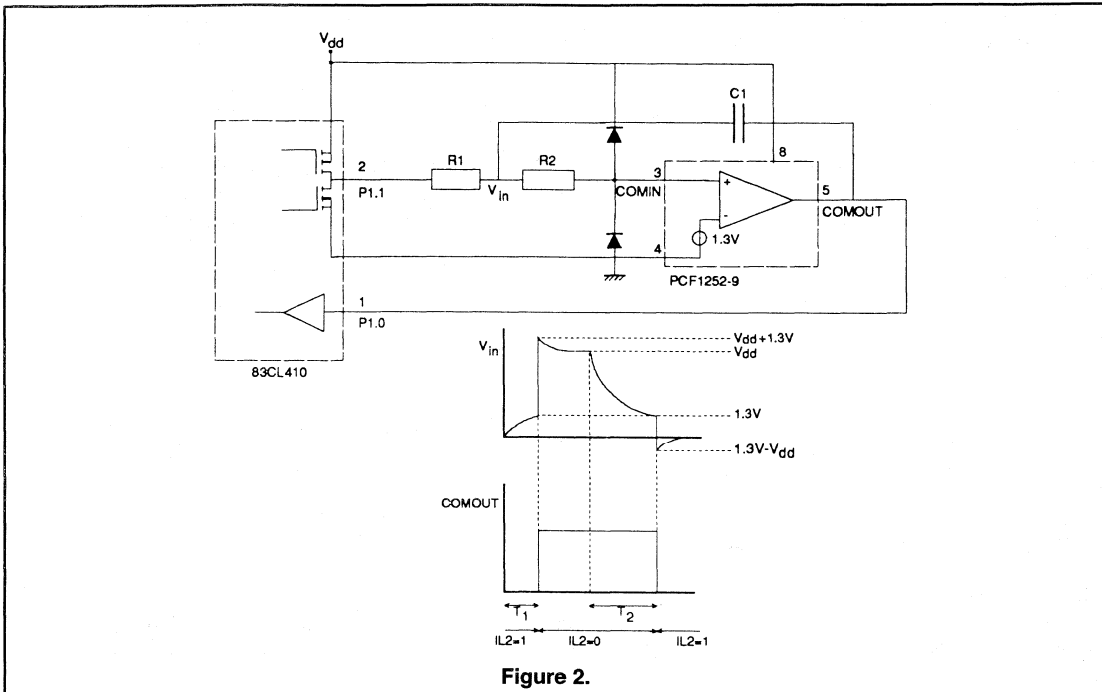 Vdd
C1
8
2
R1
R2
3
5
P1.1
Vin
COMIN
+
-
COMOUT
4
1.3V
PCF1252-9
1
P1.0
83CL410
Vin
Vdd+1.3V
Vdd
1.3V
1.3V-Vdd
COMOUT
T1
T2
IL2=1
IL2=0
IL2=1
Figure 2.